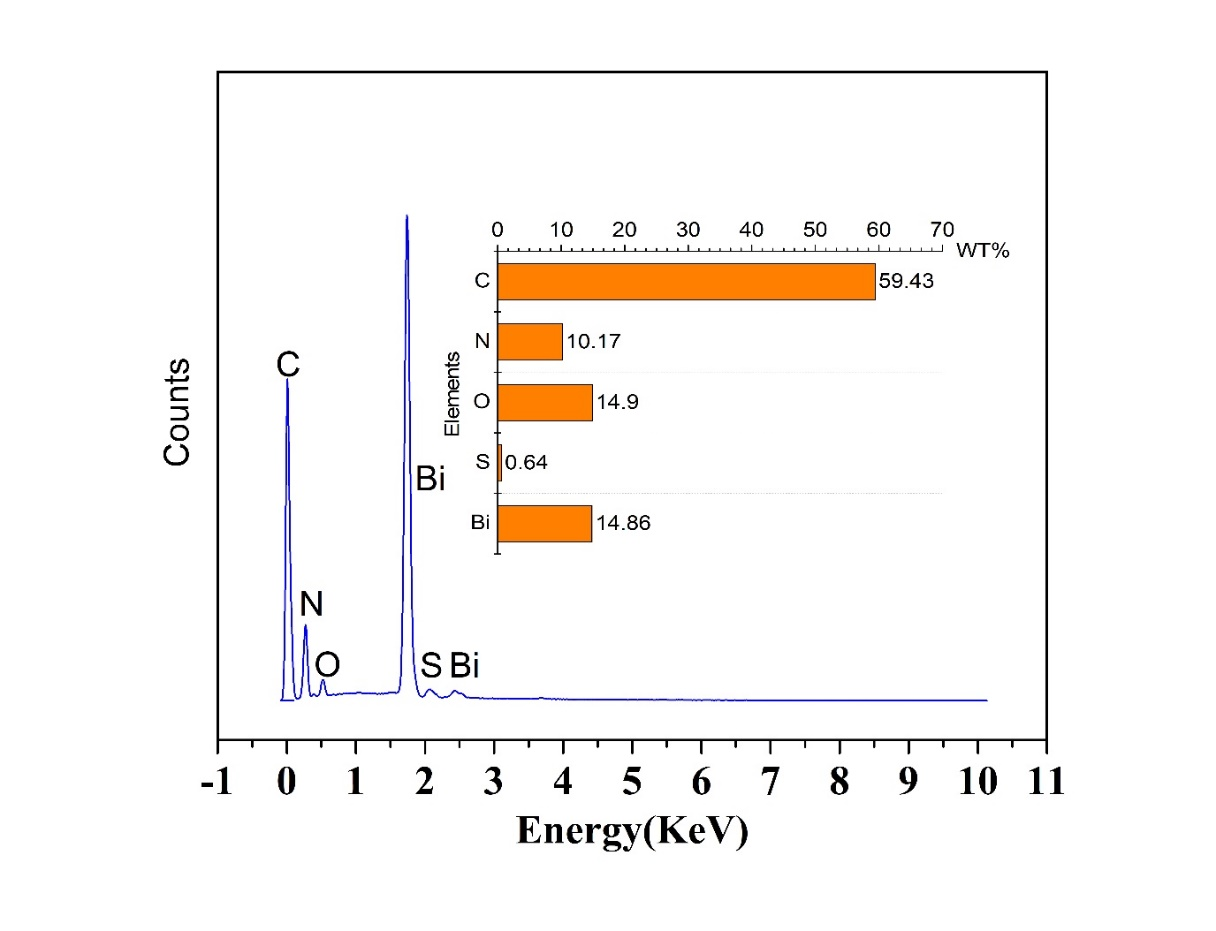 0 10 20 30 40 50 60 70
WT%
C 59.43
N 10.17
O 14.9
S 0.64
Bi 14.86
Elements
Counts
C
Bi
N
O
S Bi
-1 0 1 2 3 4 5 6 7 8 9 10 11
Energy(KeV)